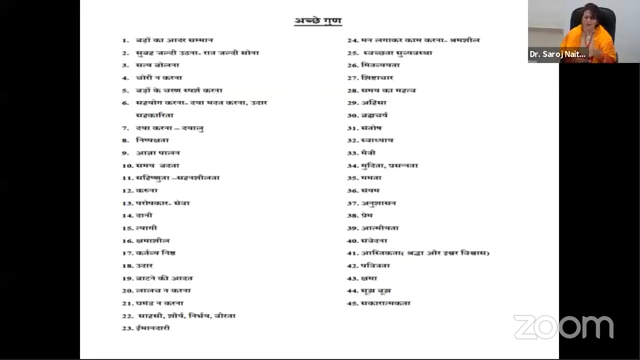 अच्छे गुण
1. बड़ों का आदर सम्मान
2. सुबह जल्दी उठना- रात जल्दी सोना
3. सत्य बोलना
4. चोरी न करना
5. बड़ों के चरण स्पर्श करना
6. सहयोग करना- दया मदत करना, उदार
सहकारिता
7. दया करना – दयालु
8. निष्पक्षता
9. आज्ञा पालन
10. समय बद्धता
11. सहिष्णुता –सहनशीलता
12. करुना
13. परोपकार- सेवा
14. दानी
15. त्यागी
16. क्षमाशील
17. कर्तव्य निष्ठ
18. उदार
19. बाटने की आदत
20. लालच न करना
21. घमंड न करना
22. साहसी, शौर्य, निर्भय, वीरता
23. ईमानदारी
24. मन लगाकर काम करना- श्रमशील
25. स्वच्छता सुव्यवस्था
26. मितव्ययता
27. शिष्टाचार
28. समय का महत्व
29. अहिंसा
30. ब्रह्मचर्य
31. संतोष
32. स्वाध्याय
33. मैत्री
34. मुदिता, प्रसन्नता
35. ममता
36. संयम
37. अनुशासन
38. प्रेम
39. आत्मीयता
40. संवेदना
41. आस्तिकता( श्रद्धा और इश्वर विश्वास)
42. पवित्रता
43. क्षमा
44. सूझ बूझ
45. सकारात्मकता
Dr. Saroj Nait...
zoom